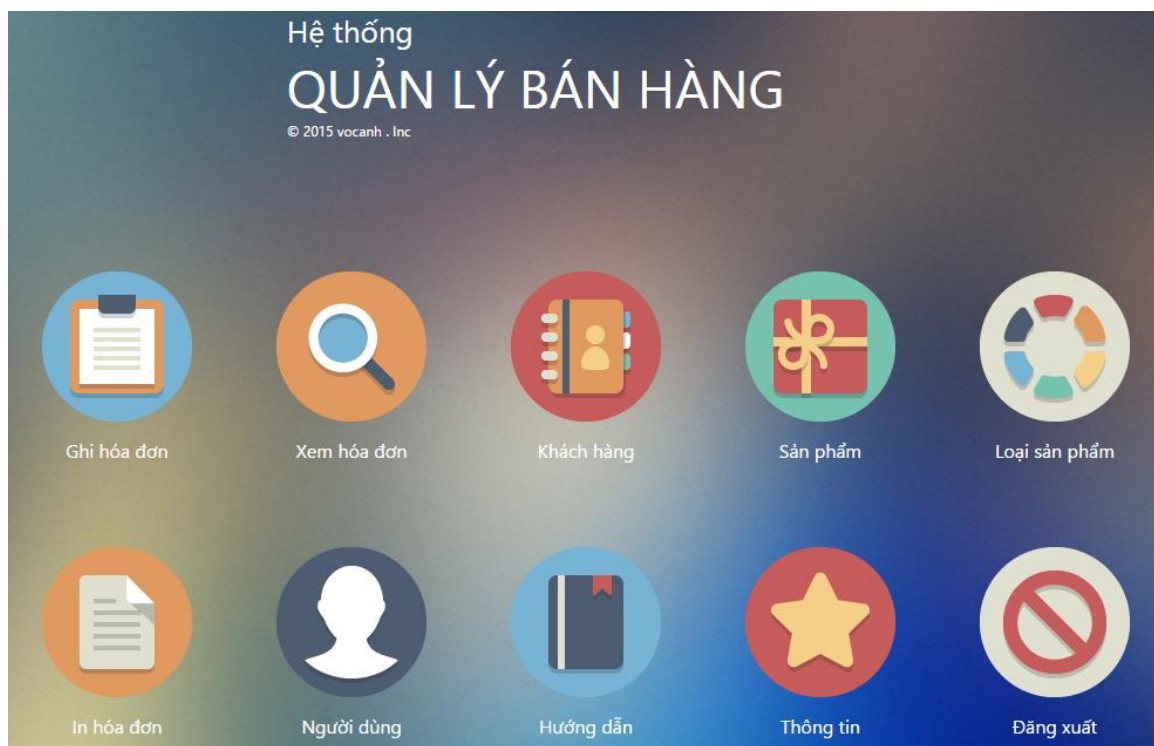 Hệ thống
QUẢN LÝ BÁN HÀNG
© 2015 vocanh . Inc
Ghi hóa đơn
Xem hóa đơn
Khách hàng
Sản phẩm
Loại sản phẩm
In hóa đơn
Người dùng
Hướng dẫn
Thông tin
Đăng xuất